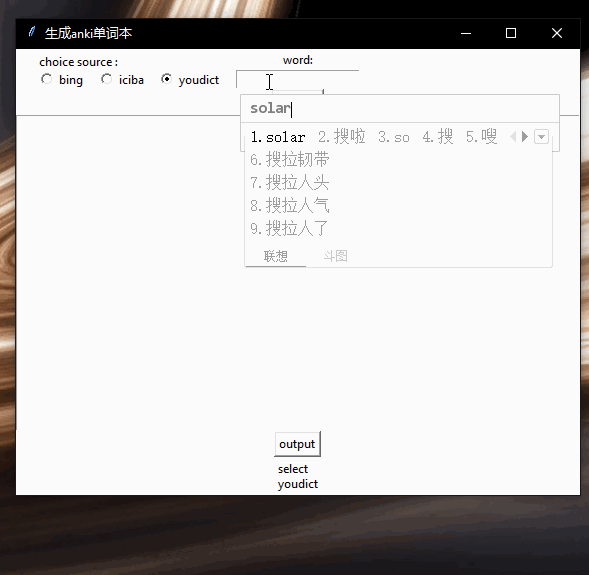 生成anki单词本
choice source :
word:
bing iciba youdict
solar
1.solar 2.搜啦 3.so 4.搜 5.嗖
6.搜拉韧带
7.搜拉人头
8.搜拉人气
9.搜拉人了
联想 斗图
output
select
youdict